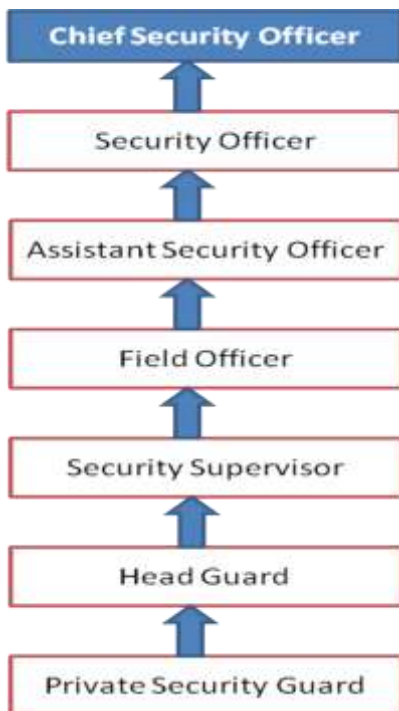 Chief Security Officer
Security Officer
Assistant Security Officer
Field Officer
Security Supervisor
Head Guard
Private Security Guard